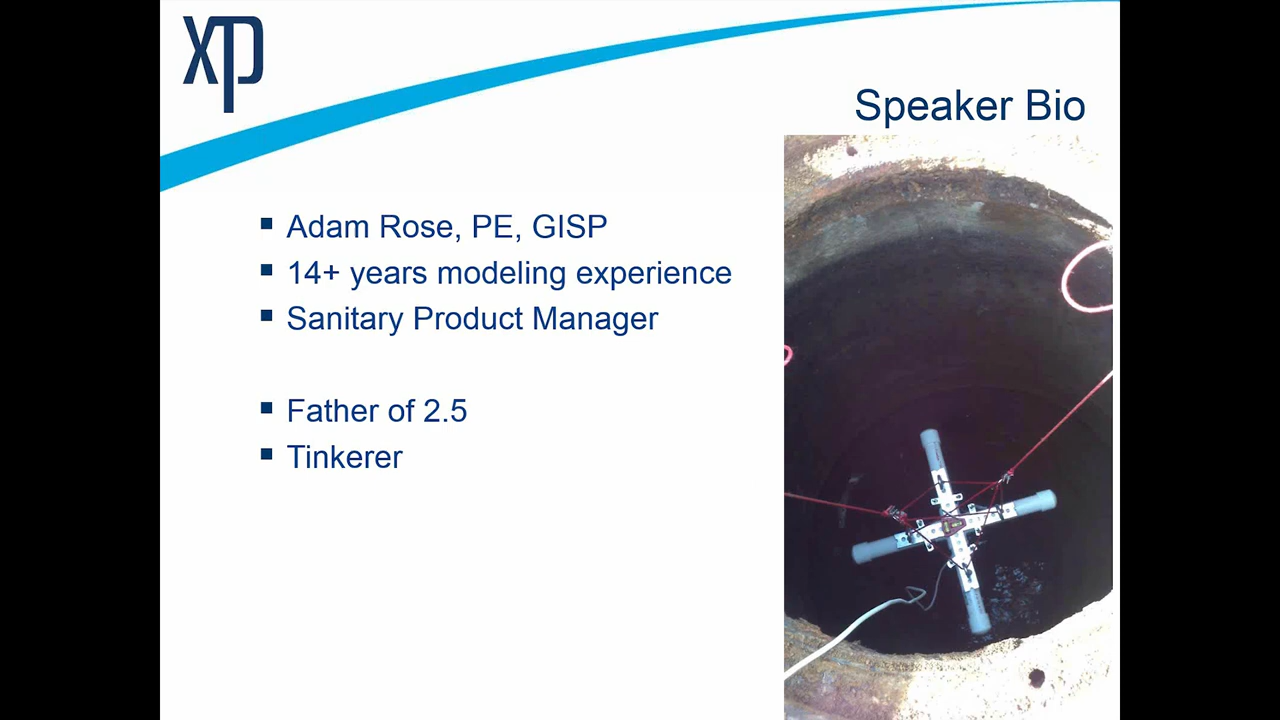 xp
Speaker Bio
Adam Rose, PE, GISP
14+ years modeling experience
Sanitary Product Manager
Father of 2.5
Tinkerer